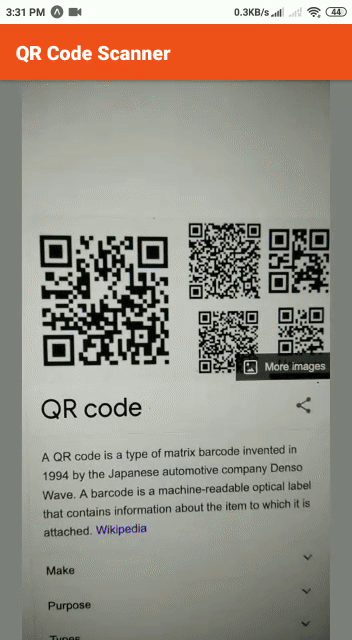 3:31 PM 0.3KB/s 44
QR Code Scanner
More images
QR code
A QR code is a type of matrix barcode invented in
1994 by the Japanese automotive company Denso
Wave. A barcode is a machine-readable optical label
that contains information about the item to which it is
attached. Wikipedia
Make
Purpose
Types